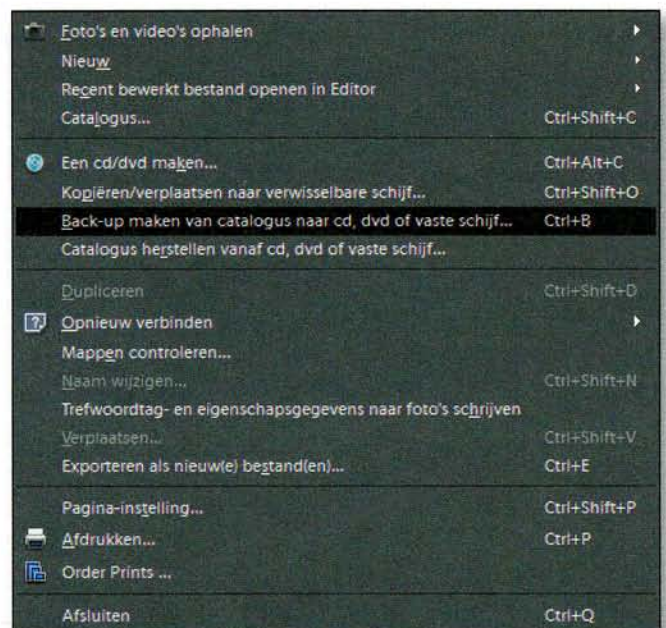 Foto's en video's ophalen
Nieuw
Recent bewerkt bestand openen in Editor
Catalogus... Ctrl+Shift+C
Een cd/dvd maken... Ctrl+Alt+C
Kopiëren/verplaatsen naar verwisselbare schijf... Ctrl+Shift+O
Back-up maken van catalogus naar cd, dvd of vaste schijf... Ctrl+B
Catalogus herstellen vanaf cd, dvd of vaste schijf...
Dupliceren Ctrl+Shift+D
Opnieuw verbinden
Mappen controleren...
Naam wijzigen... Ctrl+Shift+N
Trefwoordtag- en eigenschapsgegevens naar foto's schrijven
Verplaatsen... Ctrl+Shift+V
Exporteren als nieuw(e) bestand(en)... Ctrl+E
Pagina-instelling... Ctrl+Shift+P
Afdrukken... Ctrl+P
Order Prints ...
Afsluiten Ctrl+Q